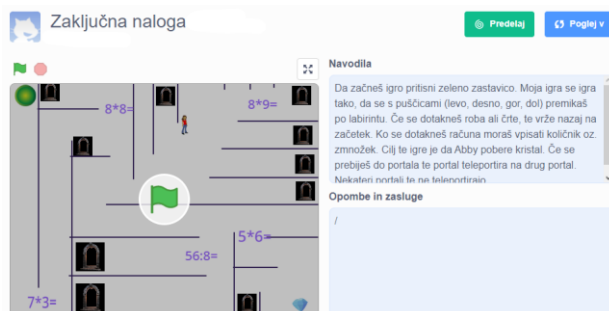 Zaključna naloga
Predelaj
Poglej v
Navodila
Da začneš igro pritisni zeleno zastavico. Moja igra se igra
tako, da se s puščicami (levo, desno, gor, dol) premikaš
po labirintu. Če se dotakneš roba ali črte, te vrže nazaj na
začetek. Ko se dotakneš računa moraš vpisati količnik oz.
zmnožek. Cilj te igre je da Abby pobere kristal. Če se
prebiješ do portala te portal teleportira na drug portal.
Nekateri portali te ne teleportirajo
Opombe in zasluge
/
8*8=
8*9=
5*6=
56:8=
7*3=